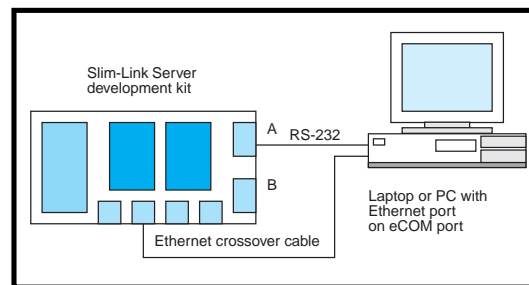 Slim-Link Server
development kit
A
RS-232
B
Laptop or PC with
Ethernet port
on eCOM port
Ethernet crossover cable